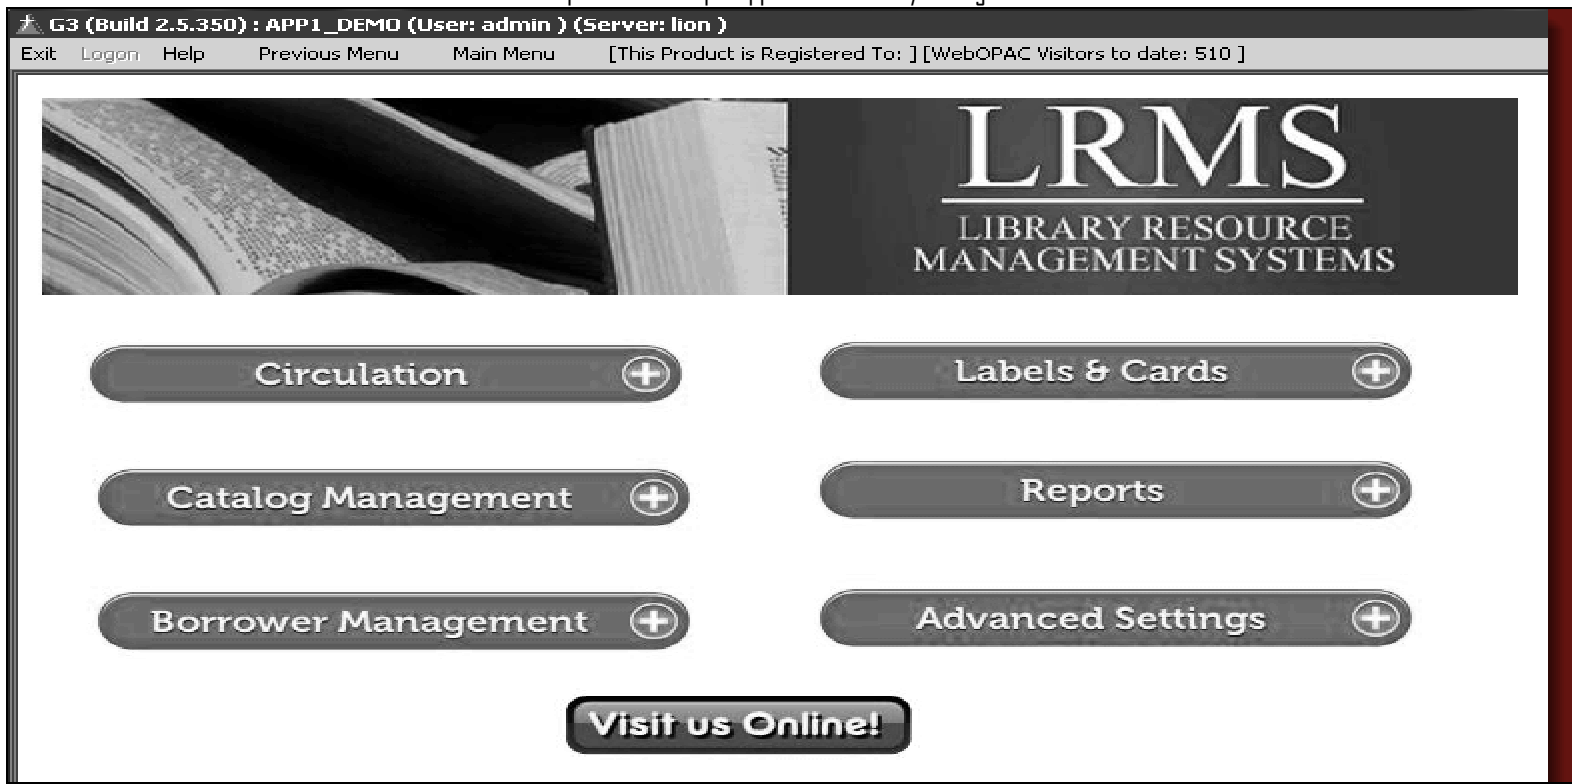 G3 (Build 2.5.350) : APP1_DEMO (User: admin ) (Server: lion )
Exit Logon Help Previous Menu Main Menu [This Product is Registered To: ] [WebOPAC Visitors to date: 510 ]
LRMS
LIBRARY RESOURCE
MANAGEMENT SYSTEMS
Circulation
Labels & Cards
Catalog Management
Reports
Borrower Management
Advanced Settings
Visit us Online!